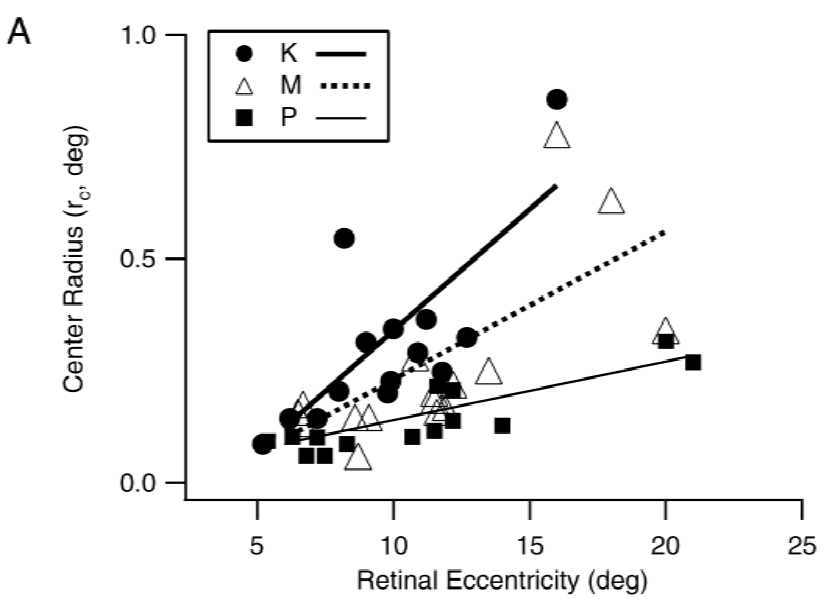 A
K
M
P
Center Radius (rc, deg)
1.0
0.5
0.0
5 10 15 20 25
Retinal Eccentricity (deg)